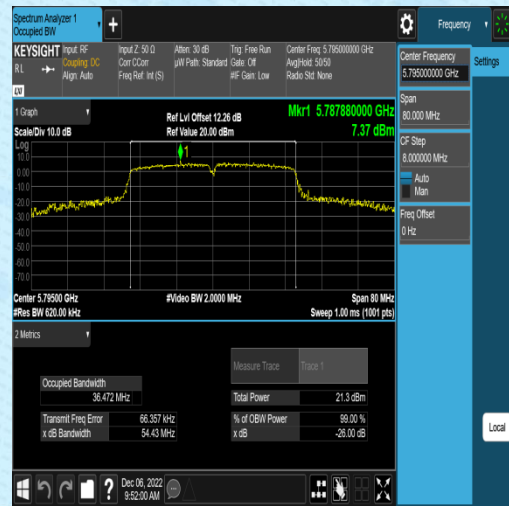 Spectrum Analyzer 1
Occupied BW
Frequency
KEYSIGHT
Input: RF
Input Z: 50 Ω
Atten: 30 dB
Trig: Free Run
Center Freq: 5.795000000 GHz
RL
Coupling: DC
Corr CCorr
µW Path: Standard
Gate: Off
Avg|Hold: 50/50
Align: Auto
Freq Ref: Int (S)
#IF Gain: Low
Radio Std: None
LXI
Center Frequency
5.795000000 GHz
Settings
Span
80.000 MHz
CF Step
8.000000 MHz
Auto
Man
Freq Offset
0 Hz
Local
1 Graph
Scale/Div 10.0 dB
Ref Lvl Offset 12.26 dB
Ref Value 20.00 dBm
Mkr1 5.787880000 GHz
7.37 dBm
Log
10.0
0.00
-10.0
-20.0
-30.0
-40.0
-50.0
-60.0
-70.0
1
Center 5.79500 GHz
#Video BW 2.0000 MHz
Span 80 MHz
#Res BW 620.00 kHz
Sweep 1.00 ms (1001 pts)
2 Metrics
Measure Trace
Trace 1
Occupied Bandwidth
36.472 MHz
Total Power
21.3 dBm
Transmit Freq Error
66.357 kHz
% of OBW Power
99.00 %
x dB Bandwidth
54.43 MHz
x dB
-26.00 dB
?
Dec 06, 2022
9:52:00 AM